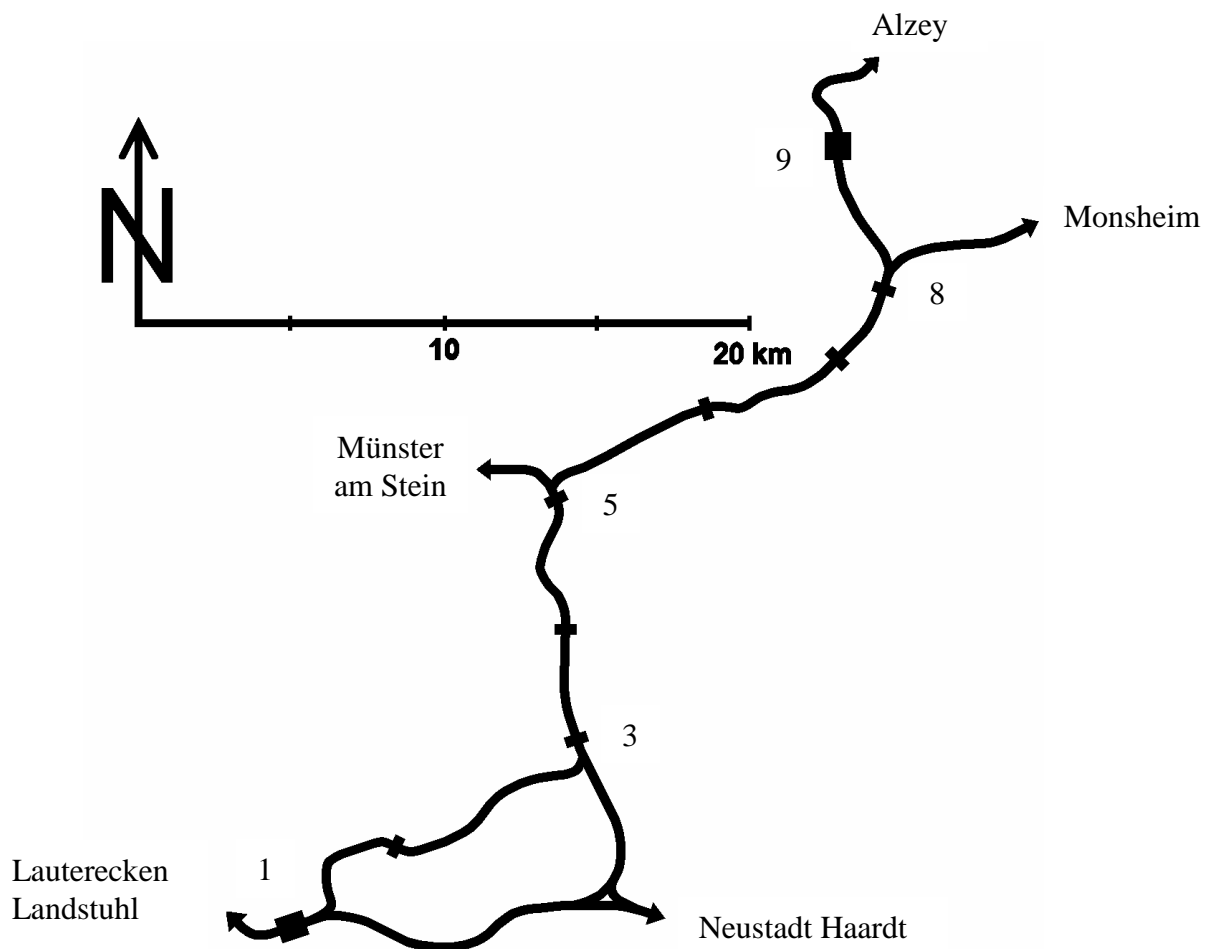 Alzey
9
Monsheim
N
8
10
20 km
Münster
am Stein
5
3
1
Lauterecken
Landstuhl
Neustadt Haardt